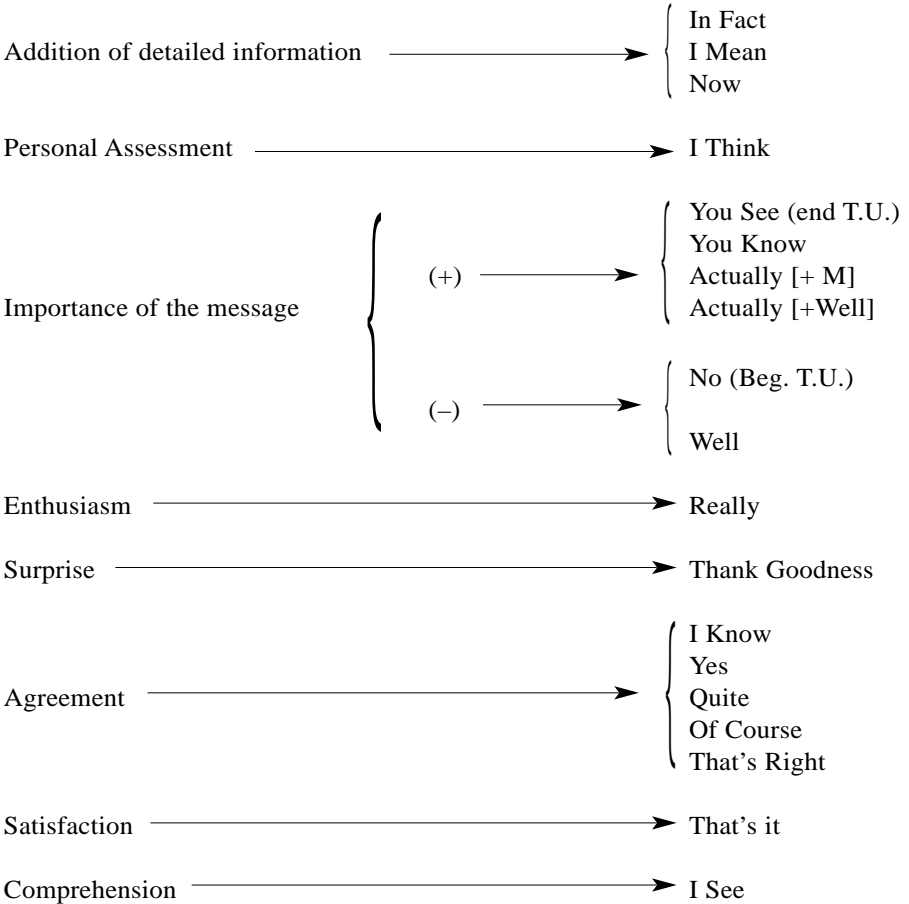 In Fact
Addition of detailed information
I Mean
Now
Personal Assessment
I Think
You See (end T.U.)
You Know
(+)
Actually [+ M]
Importance of the message
Actually [+Well]
No (Beg. T.U.)
(–)
Well
Enthusiasm
Really
Surprise
Thank Goodness
I Know
Yes
Agreement
Quite
Of Course
That's Right
Satisfaction
That's it
Comprehension
I See